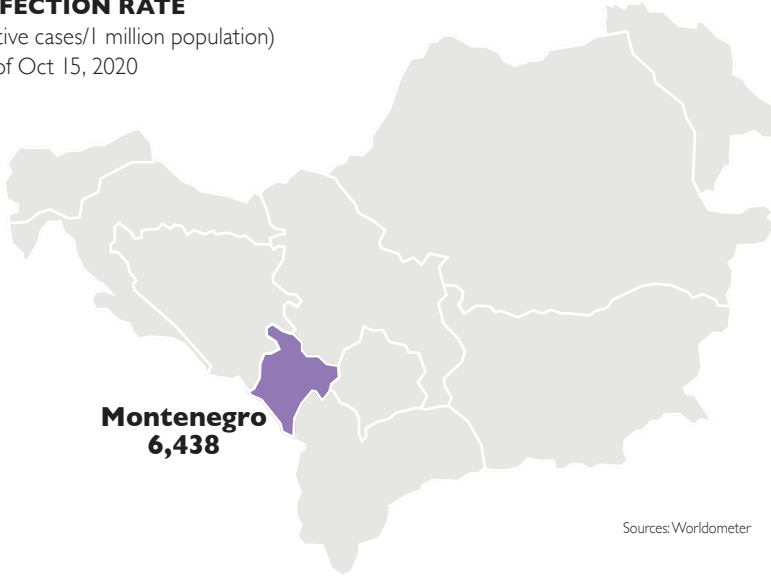 FECTION RATE
tive cases/1 million population)
of Oct 15, 2020
Montenegro
6,438
Sources: Worldometer